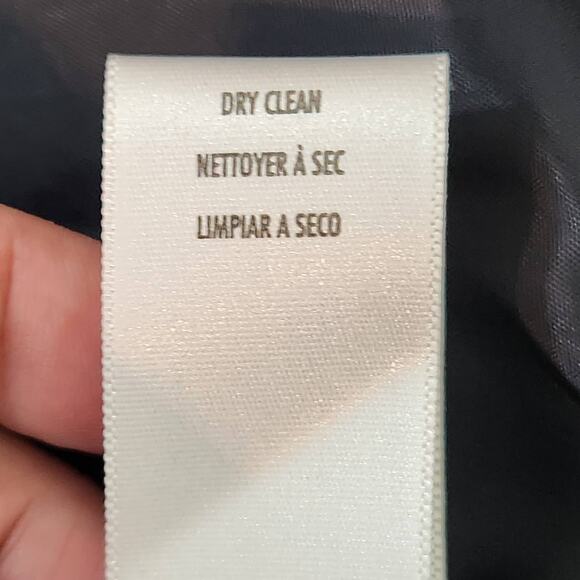 DRY CLEAN
NETTOYER À SEC
LIMPIAR A SECO